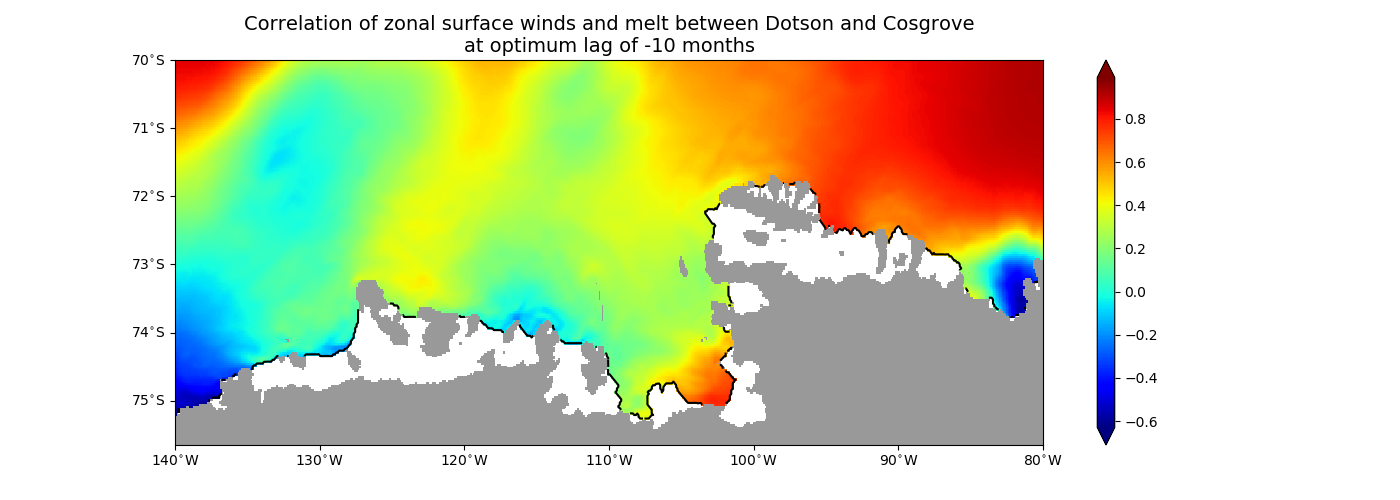 Correlation of zonal surface winds and melt between Dotson and Cosgrove
at optimum lag of -10 months
70°S
71°S
72°S
73°S
74°S
75°S
140°W
130°W
120°W
110°W
100°W
90°W
80°W
0.8
0.6
0.4
0.2
0.0
−0.2
−0.4
−0.6